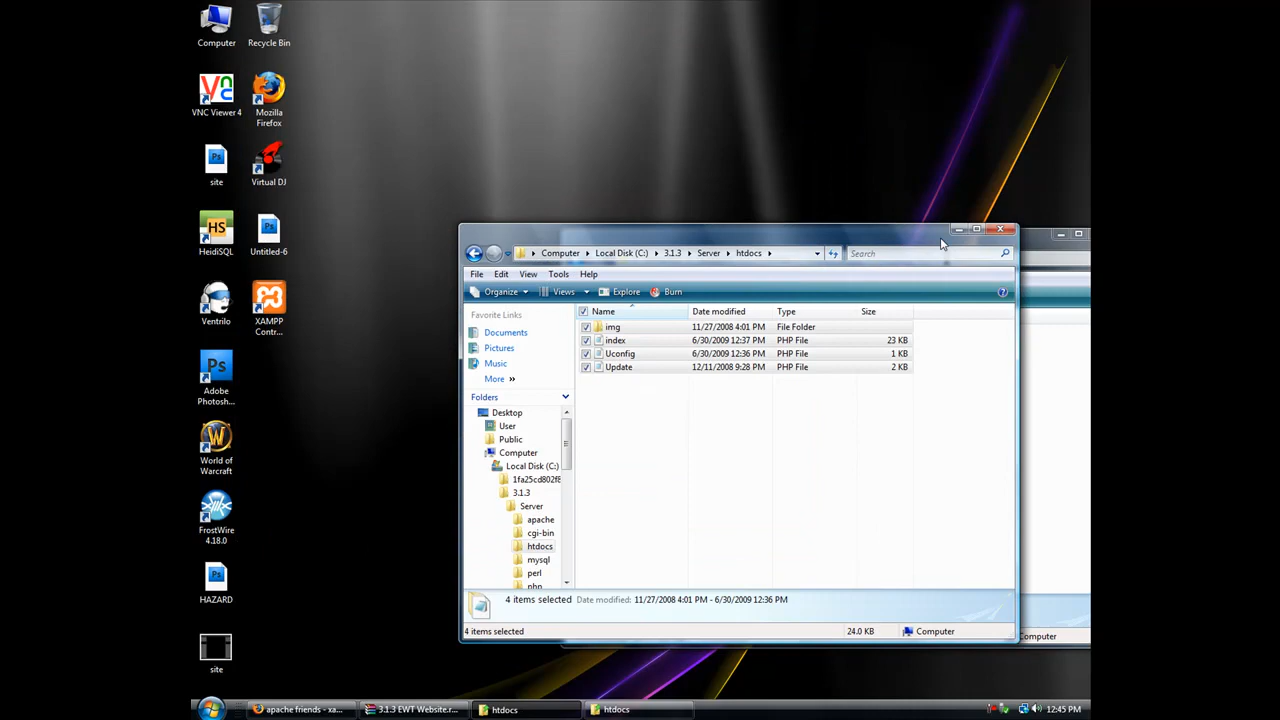 Computer
Recycle Bin
VNC Viewer 4
Mozilla
Firefox
site
Virtual DJ
HeidiSQL
Untitled-6
Ventrilo
XAMPP
Contr...
Adobe
Photosh...
World of
Warcraft
FrostWire
4.18.0
HAZARD
site
Computer Local Disk (C:) 3.1.3 Server htdocs
Search
File Edit View Tools Help
Organize Views Explore Burn
Favorite Links
Documents
Pictures
Music
More »
Folders
Desktop
User
Public
Computer
Local Disk (C:)
1fa25cd802f8
3.1.3
Server
apache
cgi-bin
htdocs
mysql
perl
php
Name Date modified Type Size
img 11/27/2008 4:01 PM File Folder
index 6/30/2009 12:37 PM PHP File 23 KB
Uconfig 6/30/2009 12:36 PM PHP File 1 KB
Update 12/11/2008 9:28 PM PHP File 2 KB
4 items selected Date modified: 11/27/2008 4:01 PM - 6/30/2009 12:36 PM
4 items selected 24.0 KB Computer
Computer
apache friends - xa...
3.1.3 EWT Website.r...
htdocs
htdocs
12:45 PM